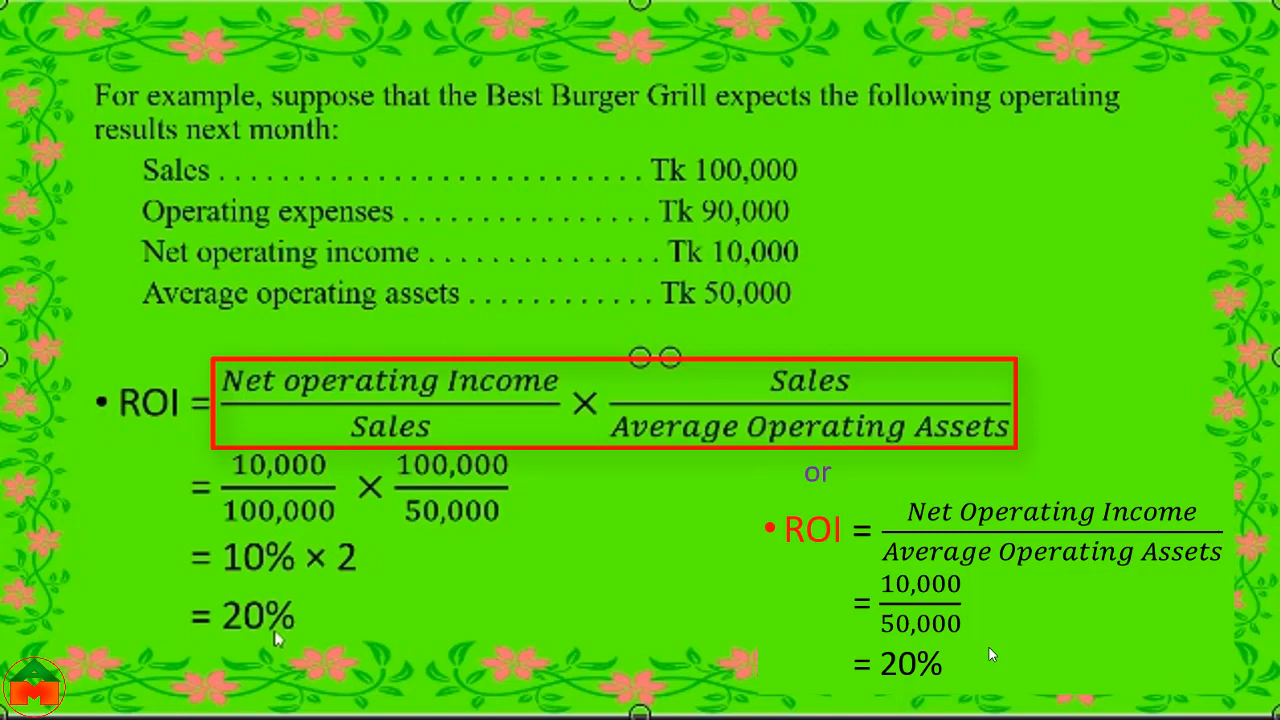 For example, suppose that the Best Burger Grill expects the following operating
results next month:
Sales . . . . . . . . . . . . . . . . . . . . . . . . . . . Tk 100,000
Operating expenses . . . . . . . . . . . . . . . . Tk 90,000
Net operating income . . . . . . . . . . . . . . . Tk 10,000
Average operating assets . . . . . . . . . . . . Tk 50,000
• ROI = Net operating Income / Sales × Sales / Average Operating Assets
= 10,000 / 100,000 × 100,000 / 50,000
= 10% × 2
= 20%
or
• ROI = Net Operating Income / Average Operating Assets
= 10,000 / 50,000
= 20%